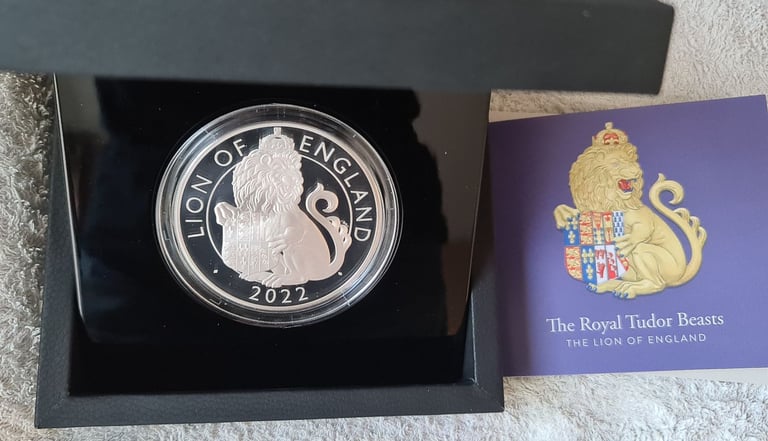 LION OF ENGLAND
2022
The Royal Tudor Beasts
THE LION OF ENGLAND